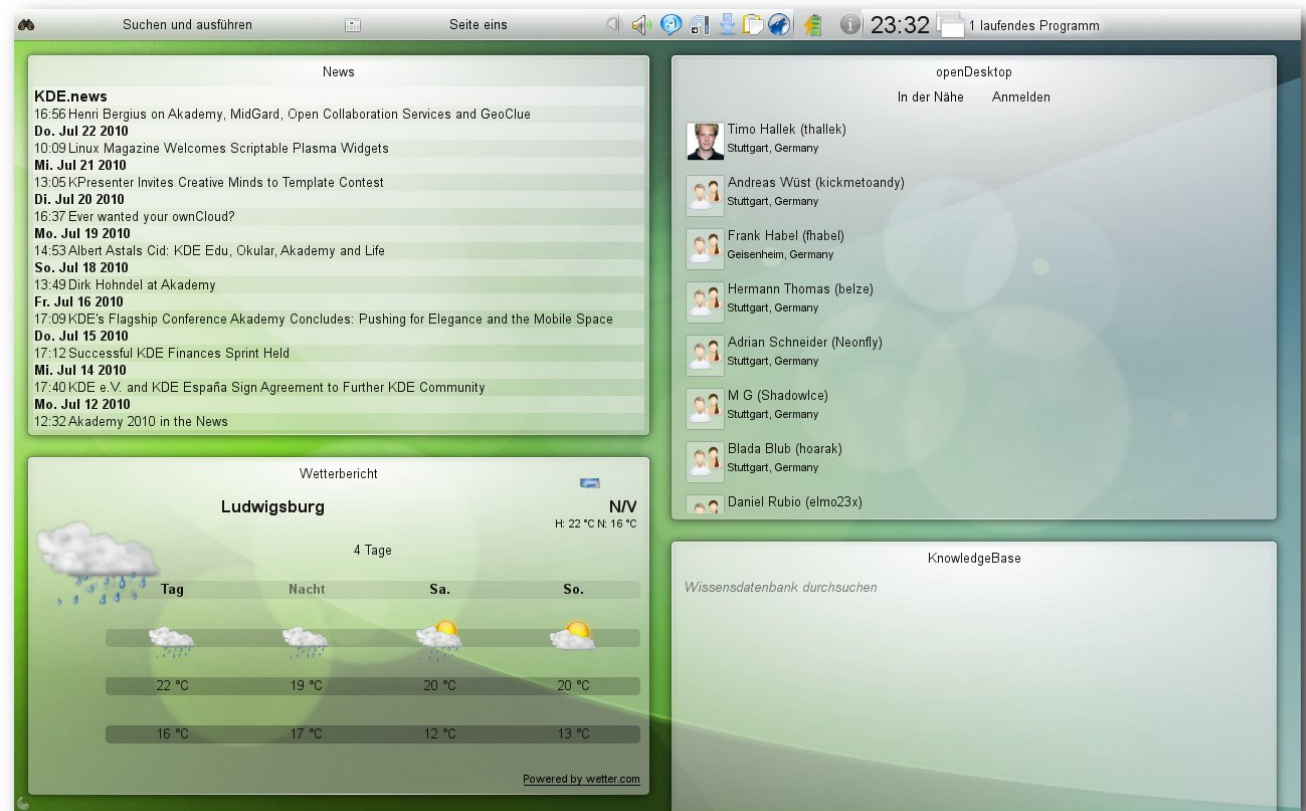 Suchen und ausführen
Seite eins
23:32
1 laufendes Programm
News
KDE.news
16:56 Henri Bergius on Akademy, MidGard, Open Collaboration Services and GeoClue
Do. Jul 22 2010
10:09 Linux Magazine Welcomes Scriptable Plasma Widgets
Mi. Jul 21 2010
13:05 KPresenter Invites Creative Minds to Template Contest
Di. Jul 20 2010
16:37 Ever wanted your ownCloud?
Mo. Jul 19 2010
14:53 Albert Astals Cid: KDE Edu, Okular, Akademy and Life
So. Jul 18 2010
13:49 Dirk Hohndel at Akademy
Fr. Jul 16 2010
17:09 KDE's Flagship Conference Akademy Concludes: Pushing for Elegance and the Mobile Space
Do. Jul 15 2010
17:12 Successful KDE Finances Sprint Held
Mi. Jul 14 2010
17:40 KDE e.V. and KDE España Sign Agreement to Further KDE Community
Mo. Jul 12 2010
12:32 Akademy 2010 in the News
Wetterbericht
Ludwigsburg
N/V
H: 22 °C N: 16 °C
4 Tage
Tag Nacht Sa. So.
22 °C 19 °C 20 °C 20 °C
16 °C 17 °C 12 °C 13 °C
Powered by wetter.com
openDesktop
In der Nähe Anmelden
Timo Hallek (thallek)
Stuttgart, Germany
Andreas Wüst (kickmetoandy)
Stuttgart, Germany
Frank Habel (fhabel)
Geisenheim, Germany
Hermann Thomas (belze)
Stuttgart, Germany
Adrian Schneider (Neonfly)
Stuttgart, Germany
M G (ShadowIce)
Stuttgart, Germany
Blada Blub (hoarak)
Stuttgart, Germany
Daniel Rubio (elmo23x)
KnowledgeBase
Wissensdatenbank durchsuchen